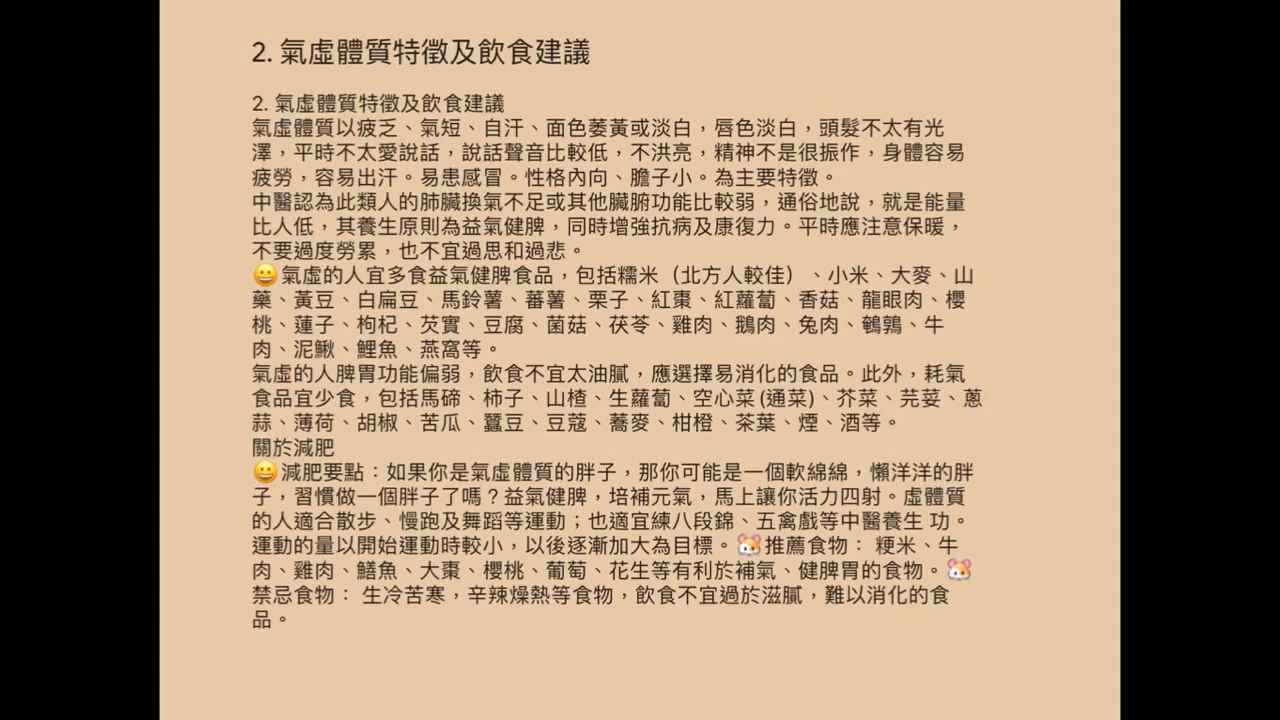 2. 氣虛體質特徵及飲食建議
2. 氣虛體質特徵及飲食建議
氣虛體質以疲乏、氣短、自汗、面色萎黃或淡白，唇色淡白，頭髮不太有光
澤，平時不太愛說話，說話聲音比較低，不洪亮，精神不是很振作，身體容易
疲勞，容易出汗。易患感冒。性格內向、膽子小。為主要特徵。
中醫認為此類人的肺臟換氣不足或其他臟腑功能比較弱，通俗地說，就是能量
比人低，其養生原則為益氣健脾，同時增強抗病及康復力。平時應注意保暖，
不要過度勞累，也不宜過思和過悲。
😀氣虛的人宜多食益氣健脾食品，包括糯米（北方人較佳）、小米、大麥、山
藥、黃豆、白扁豆、馬鈴薯、蕃薯、栗子、紅棗、紅蘿蔔、香菇、龍眼肉、櫻
桃、蓮子、枸杞、芡實、豆腐、菌菇、茯苓、雞肉、鵝肉、兔肉、鵪鶉、牛
肉、泥鰍、鯉魚、燕窩等。
氣虛的人脾胃功能偏弱，飲食不宜太油膩，應選擇易消化的食品。此外，耗氣
食品宜少食，包括馬碲、柿子、山楂、生蘿蔔、空心菜(通菜)、芥菜、芫荽、蔥
蒜、薄荷、胡椒、苦瓜、蠶豆、豆蔻、蕎麥、柑橙、茶葉、煙、酒等。
關於減肥
😀減肥要點：如果你是氣虛體質的胖子，那你可能是一個軟綿綿，懶洋洋的胖
子，習慣做一個胖子了嗎？益氣健脾，培補元氣，馬上讓你活力四射。虛體質
的人適合散步、慢跑及舞蹈等運動；也適宜練八段錦、五禽戲等中醫養生 功。
運動的量以開始運動時較小，以後逐漸加大為目標。🐹推薦食物： 粳米、牛
肉、雞肉、鱔魚、大棗、櫻桃、葡萄、花生等有利於補氣、健脾胃的食物。🐹
禁忌食物： 生冷苦寒，辛辣燥熱等食物，飲食不宜過於滋膩，難以消化的食
品。